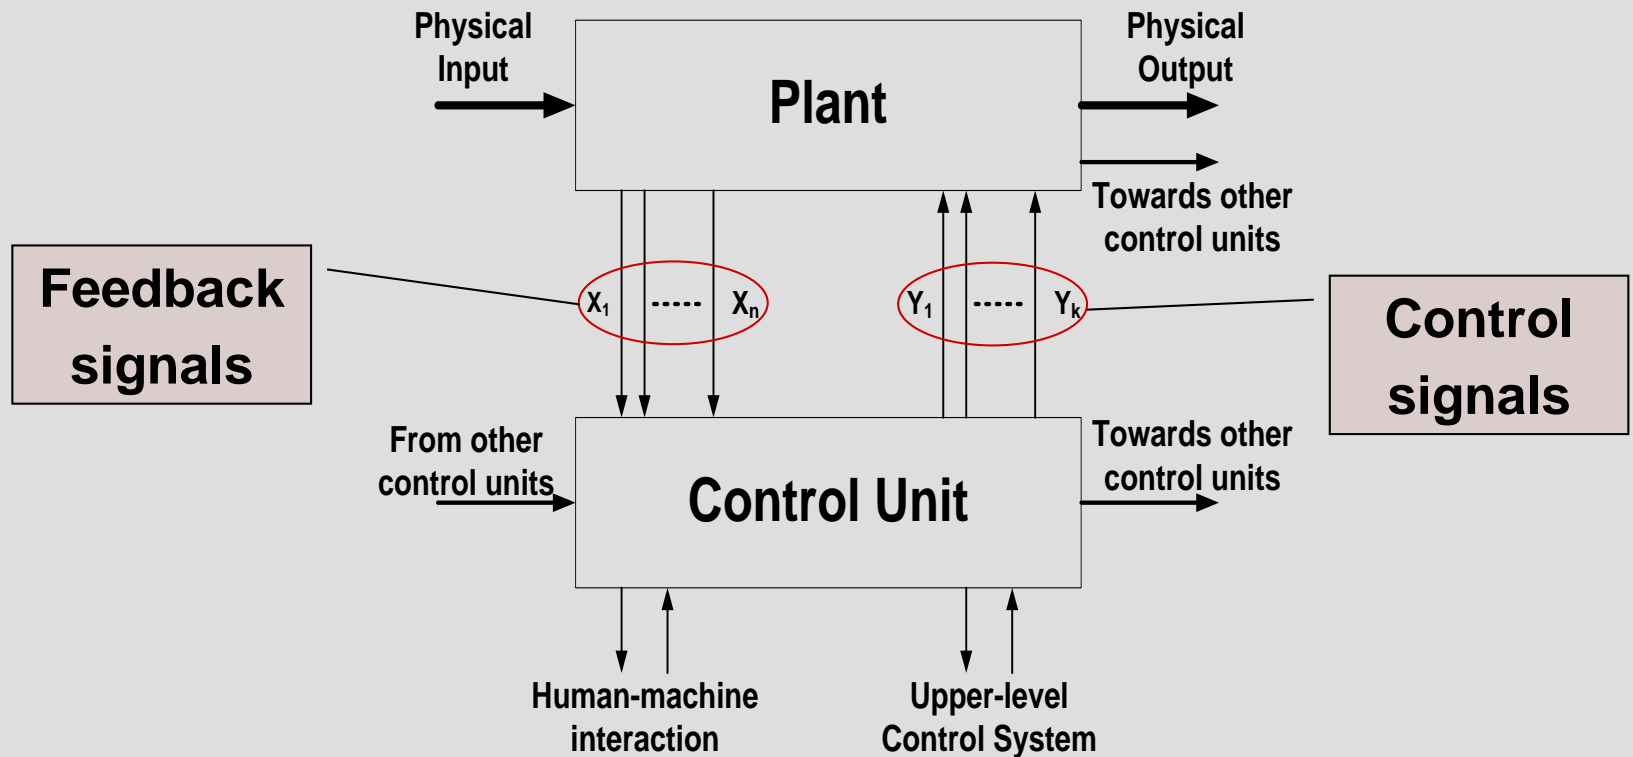 Physical
Input
Plant
Physical
Output
Towards other
control units
Feedback
signals
X1 ----- Xn
Y1 ----- Yk
Control
signals
From other
control units
Control Unit
Towards other
control units
Human-machine
interaction
Upper-level
Control System